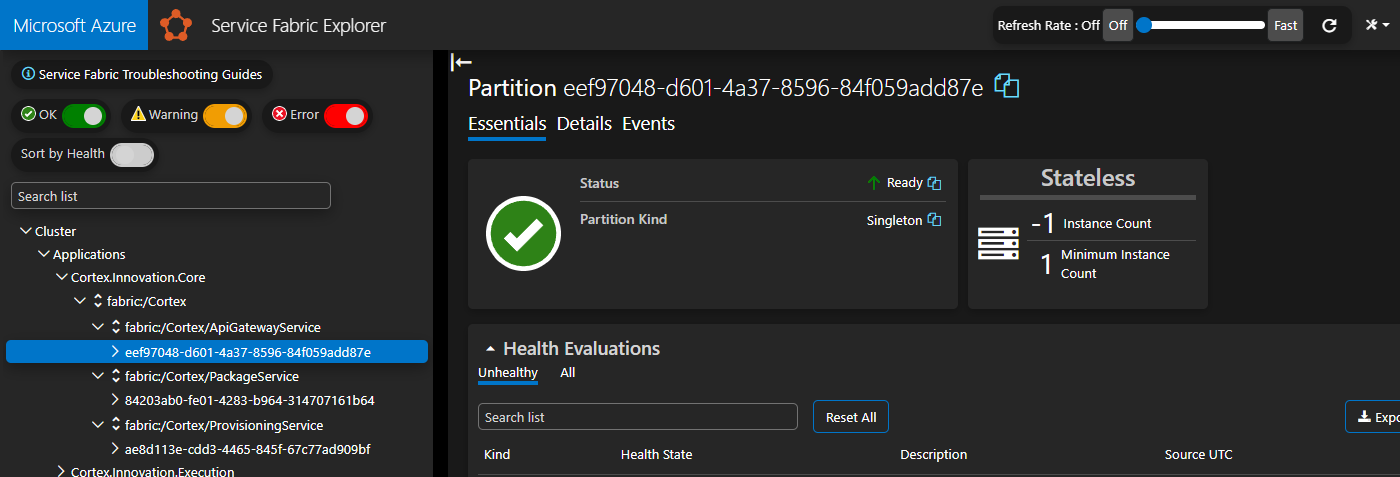 Microsoft Azure
Service Fabric Explorer
Refresh Rate : Off Off Fast
Service Fabric Troubleshooting Guides
OK Warning Error
Sort by Health
Search list
Cluster
Applications
Cortex.Innovation.Core
fabric:/Cortex
fabric:/Cortex/ApiGatewayService
eef97048-d601-4a37-8596-84f059add87e
fabric:/Cortex/PackageService
84203ab0-fe01-4283-b964-314707161b64
fabric:/Cortex/ProvisioningService
ae8d113e-cdd3-4465-845f-67c77ad909bf
Cortex.Innovation.Execution
Partition eef97048-d601-4a37-8596-84f059add87e
Essentials Details Events
Status Ready
Partition Kind Singleton
Stateless
-1 Instance Count
1 Minimum Instance
Count
Health Evaluations
Unhealthy All
Search list Reset All Expo
Kind Health State Description Source UTC